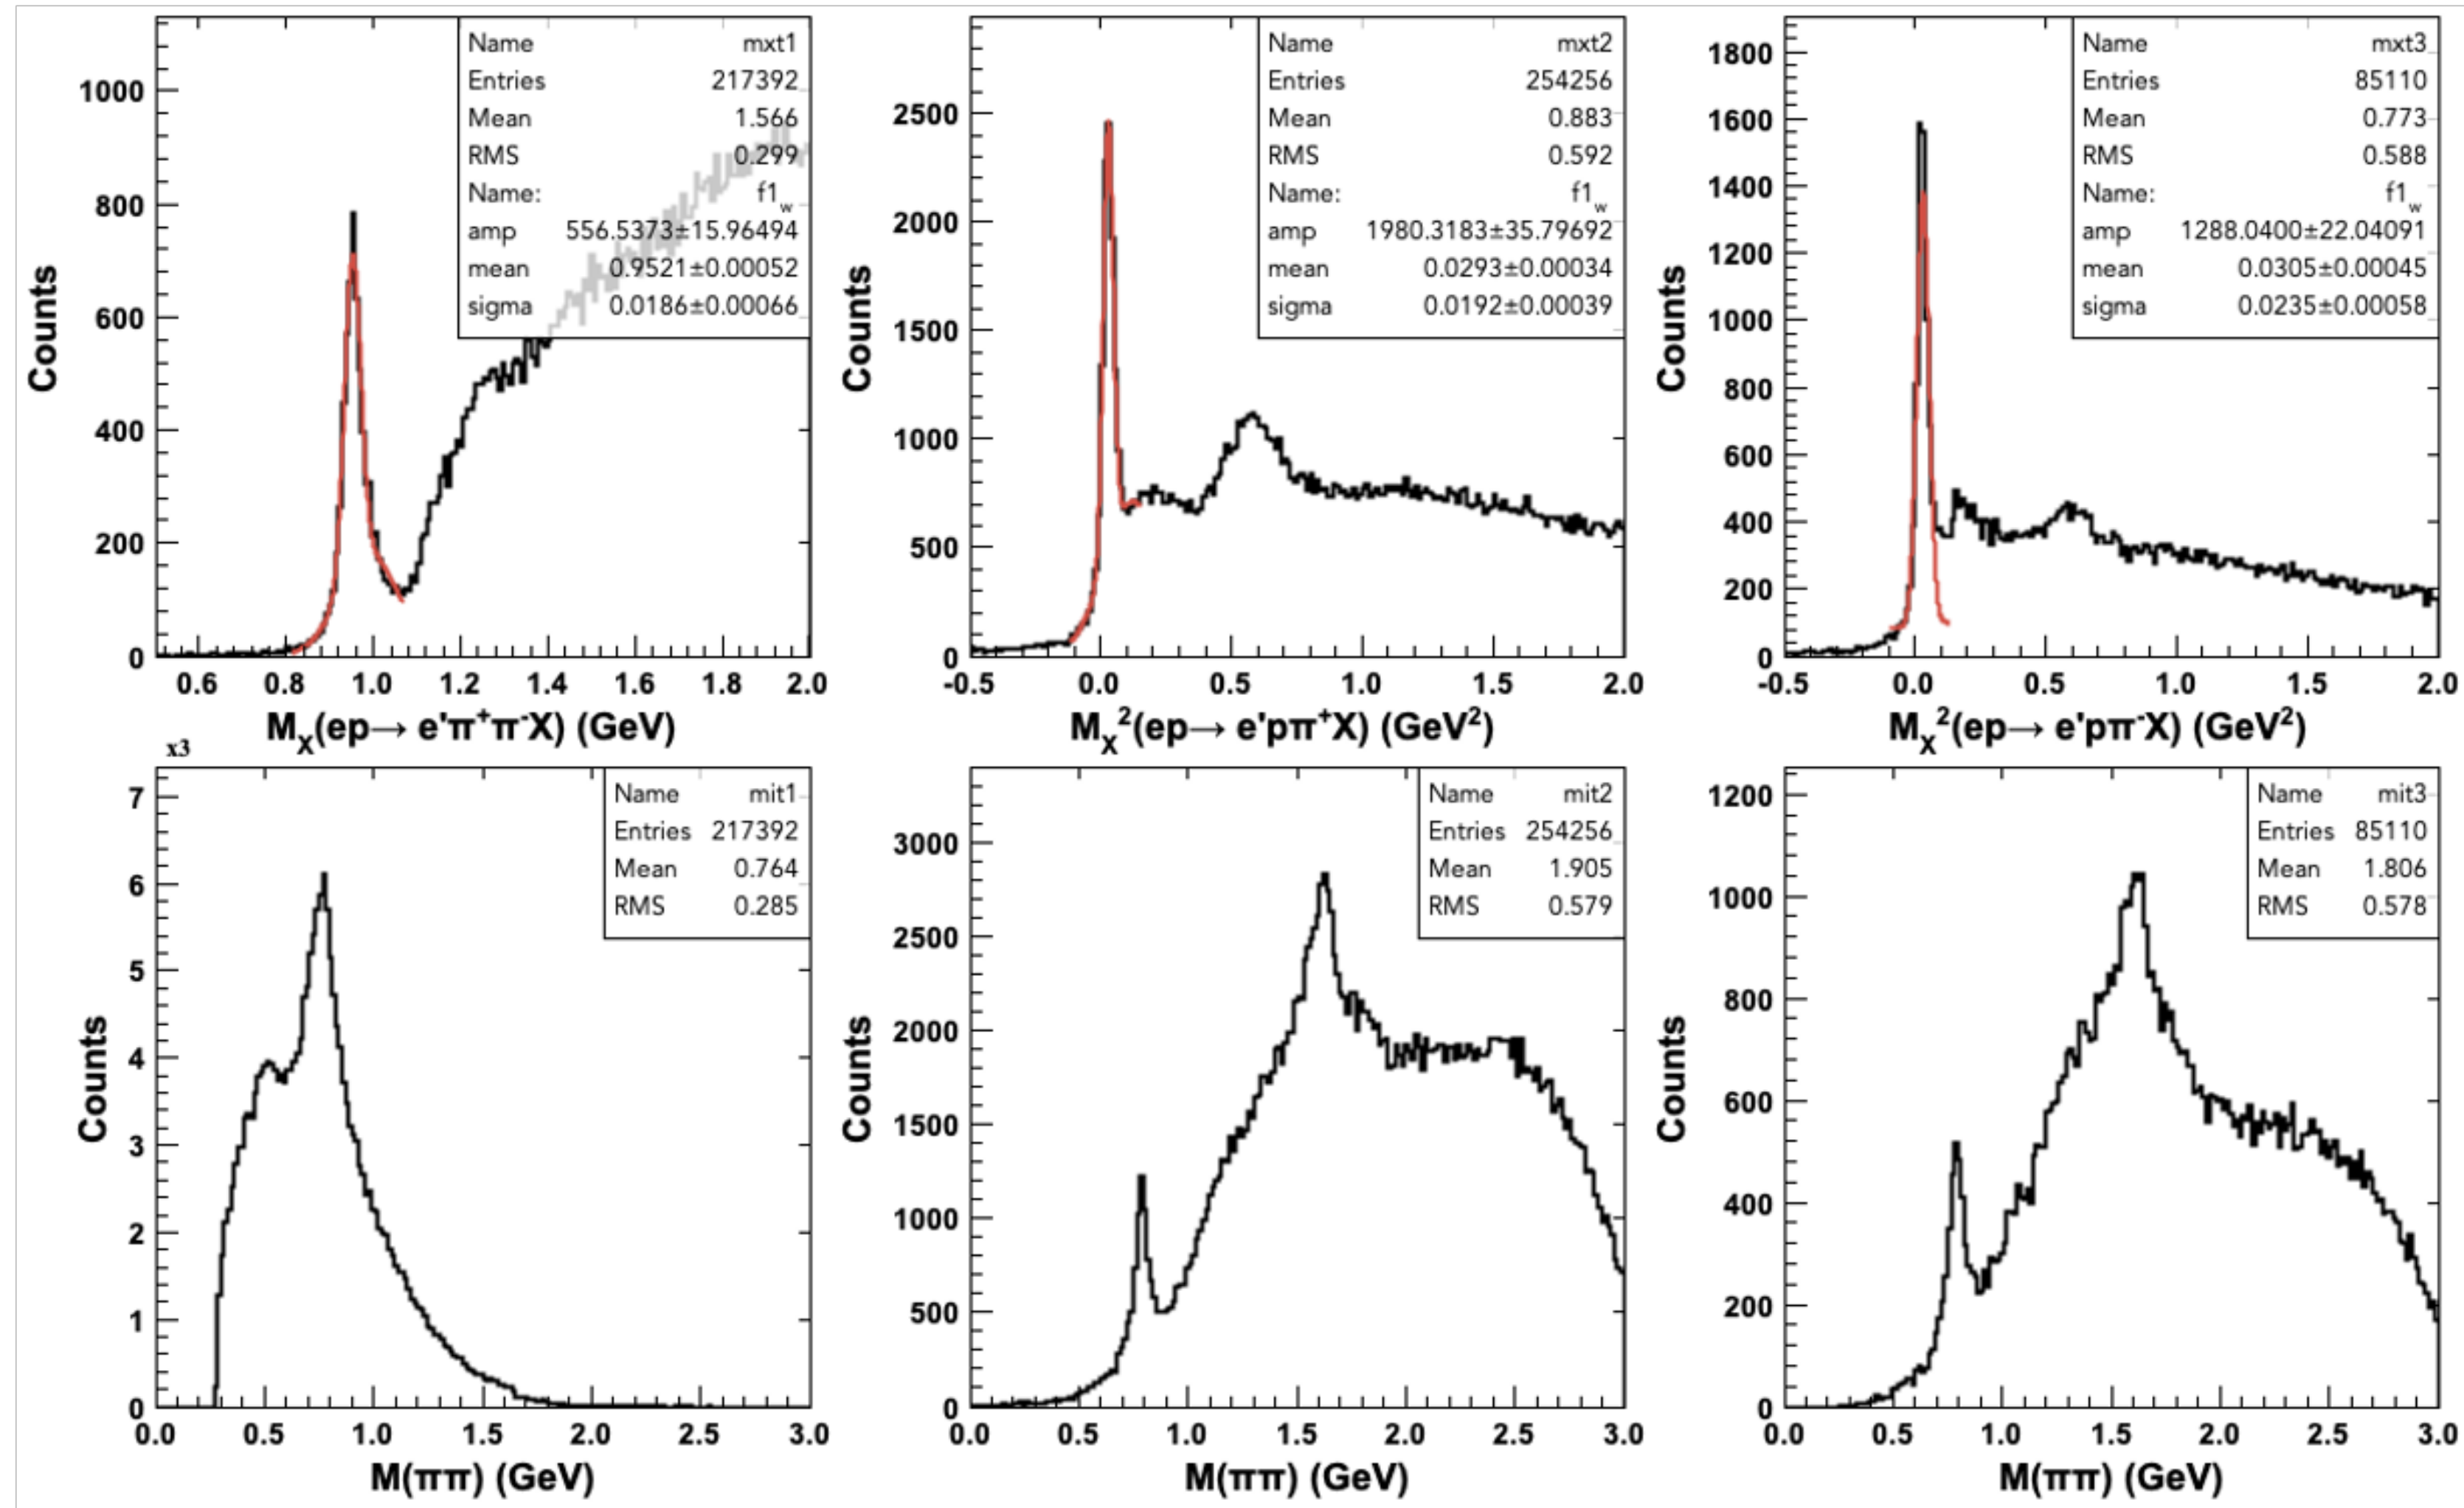 Name mxt1
Entries 217392
Mean 1.566
RMS 0.299
Name: f1w
amp 556.5373±15.96494
mean 0.9521±0.00052
sigma 0.0186±0.00066
1000
800
600
400
200
0
Counts
0.6 0.8 1.0 1.2 1.4 1.6 1.8 2.0
MX(ep→ e'π+π-X) (GeV)
Name mxt2
Entries 254256
Mean 0.883
RMS 0.592
Name: f1w
amp 1980.3183±35.79692
mean 0.0293±0.00034
sigma 0.0192±0.00039
2500
2000
1500
1000
500
0
Counts
-0.5 0.0 0.5 1.0 1.5 2.0
MX2(ep→ e'pπ+X) (GeV2)
Name mxt3
Entries 85110
Mean 0.773
RMS 0.588
Name: f1w
amp 1288.0400±22.04091
mean 0.0305±0.00045
sigma 0.0235±0.00058
1800
1600
1400
1200
1000
800
600
400
200
0
Counts
-0.5 0.0 0.5 1.0 1.5 2.0
MX2(ep→ e'pπ-X) (GeV2)
x3
Name mit1
Entries 217392
Mean 0.764
RMS 0.285
7
6
5
4
3
2
1
0
Counts
0.0 0.5 1.0 1.5 2.0 2.5 3.0
M(ππ) (GeV)
Name mit2
Entries 254256
Mean 1.905
RMS 0.579
3000
2500
2000
1500
1000
500
0
Counts
0.0 0.5 1.0 1.5 2.0 2.5 3.0
M(ππ) (GeV)
Name mit3
Entries 85110
Mean 1.806
RMS 0.578
1200
1000
800
600
400
200
0
Counts
0.0 0.5 1.0 1.5 2.0 2.5 3.0
M(ππ) (GeV)